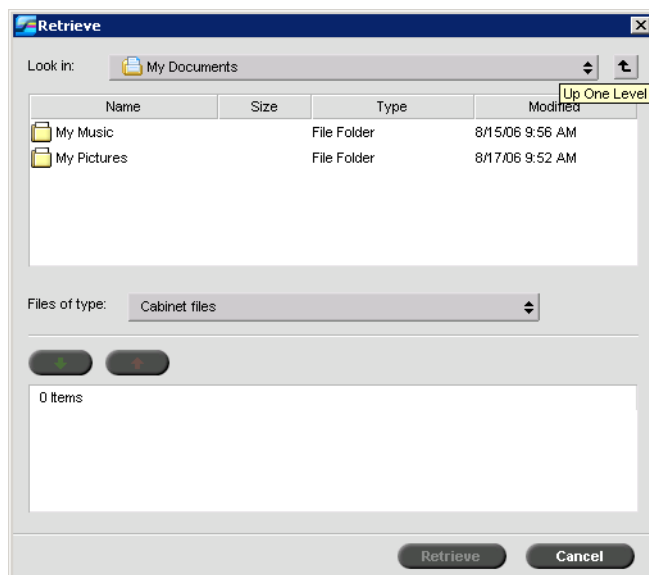 Retrieve
Look in: My Documents
Up One Level
Name Size Type Modified
My Music File Folder 8/15/06 9:56 AM
My Pictures File Folder 8/17/06 9:52 AM
Files of type: Cabinet files
0 Items
Retrieve Cancel